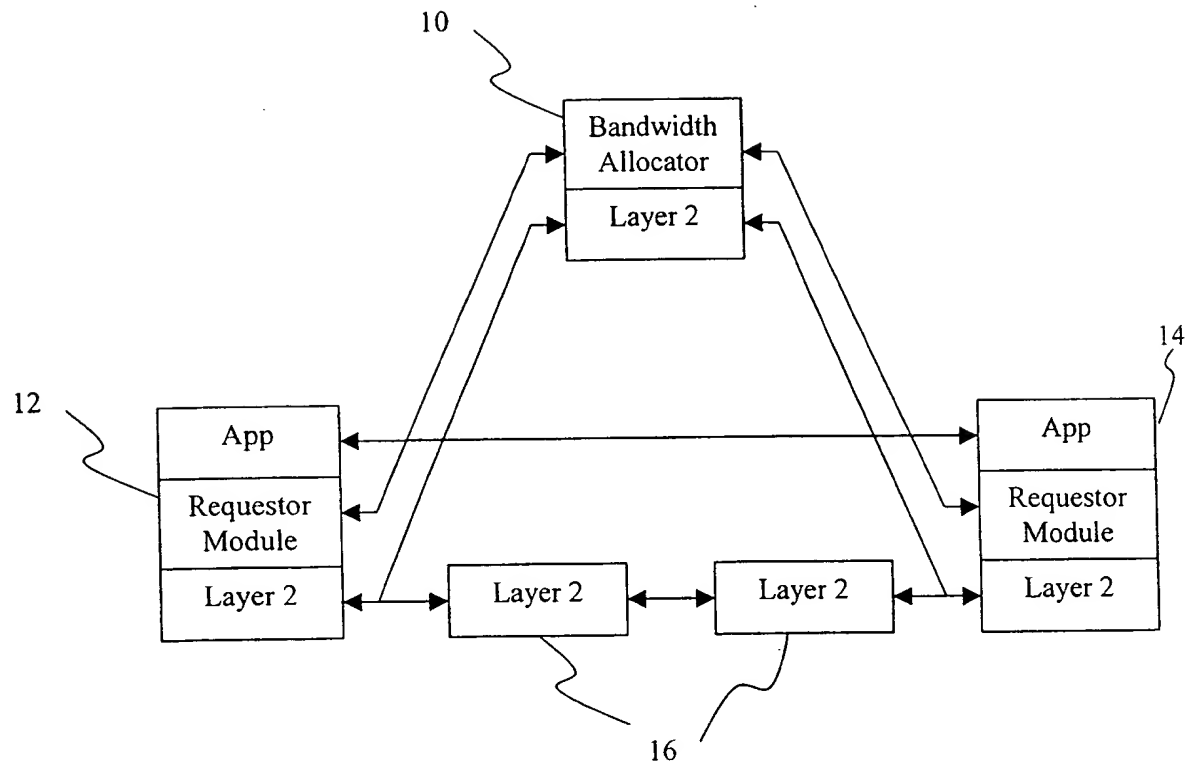 10
Bandwidth
Allocator
Layer 2
14
12
App
App
Requestor
Module
Requestor
Module
Layer 2
Layer 2
Layer 2
Layer 2
16